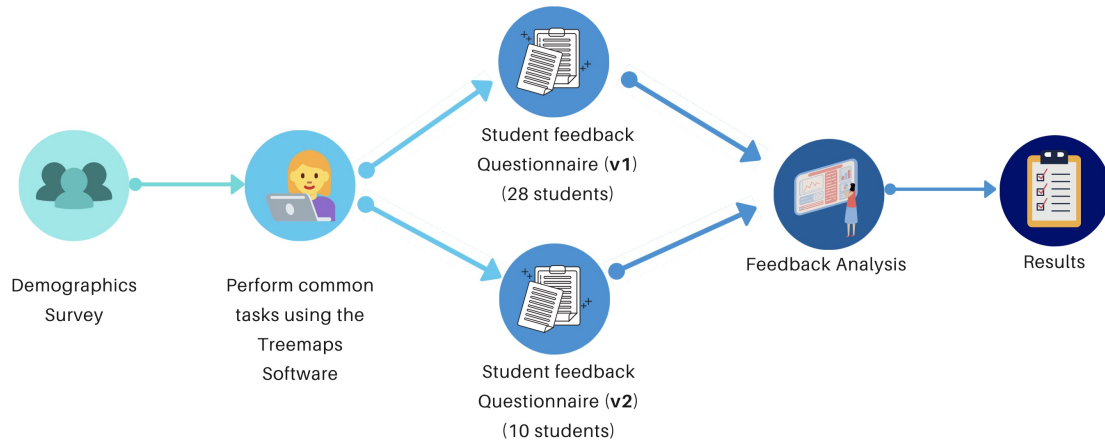 Demographics
Survey
Perform common
tasks using the
Treemaps
Software
Student feedback
Questionnaire (v1)
(28 students)
Student feedback
Questionnaire (v2)
(10 students)
Feedback Analysis
Results